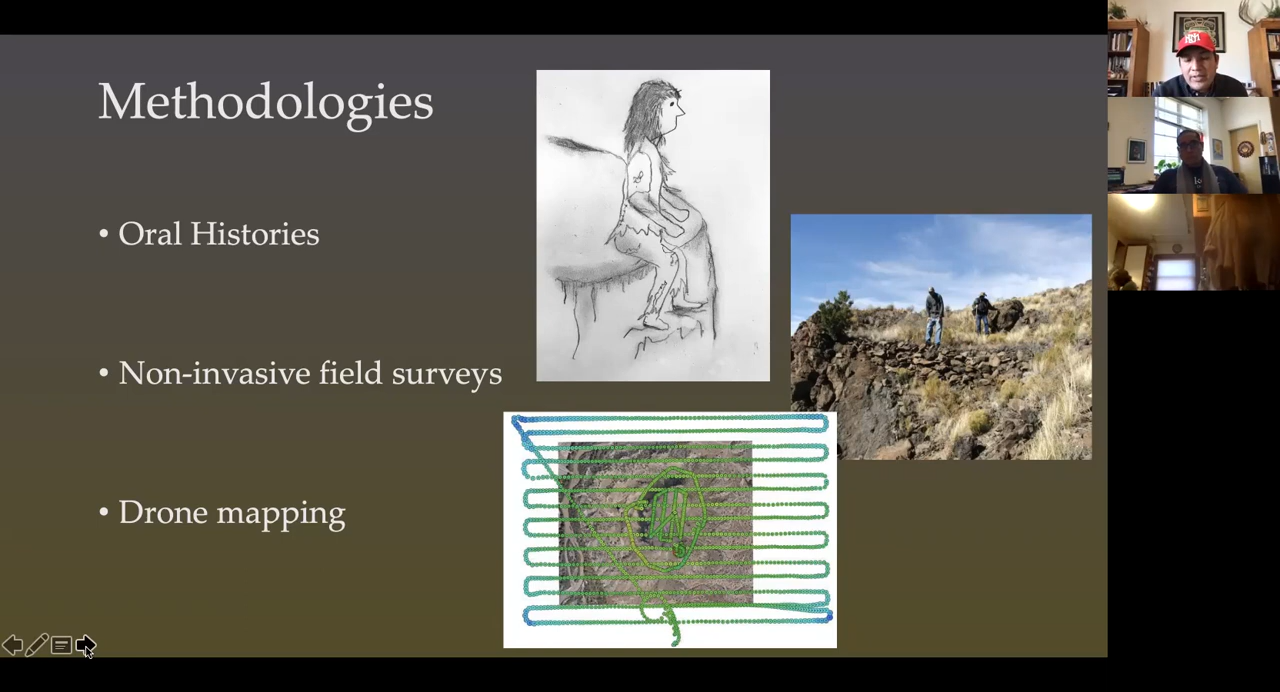 Methodologies
• Oral Histories
• Non-invasive field surveys
• Drone mapping